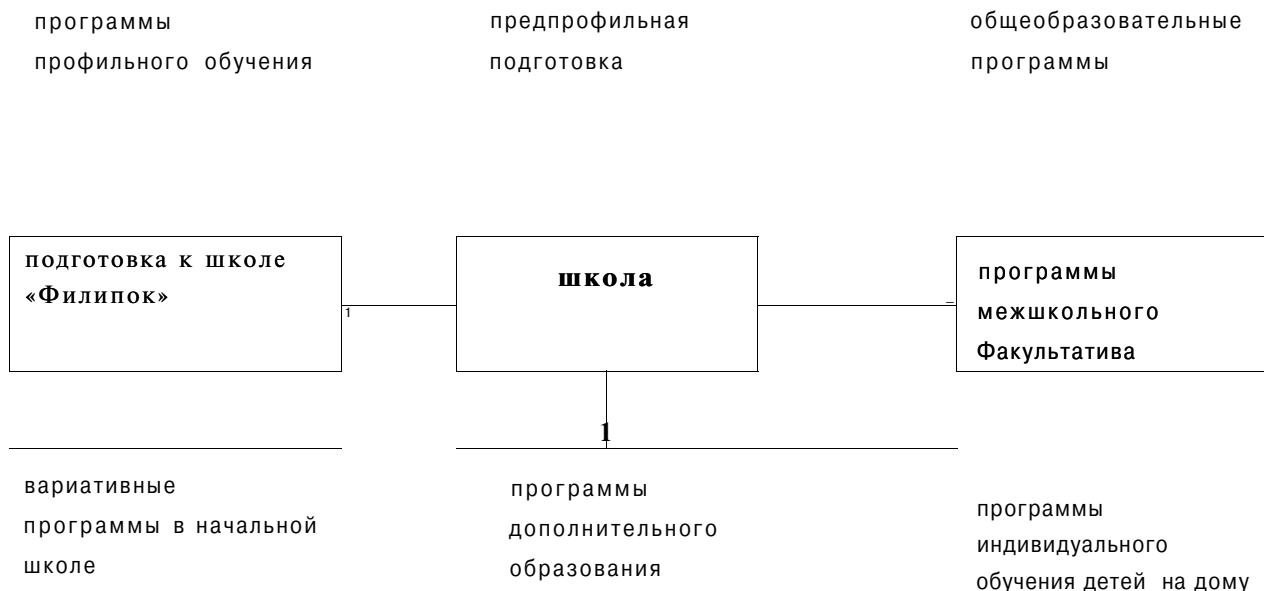 программы
профильного обучения
предпрофильная
подготовка
общеобразовательные
программы
подготовка к школе
«Филипок»
1
школа
программы
межшкольного
Факультатива
1
вариативные
программы в начальной
школе
программы
дополнительного
образования
программы
индивидуального
обучения детей на дому